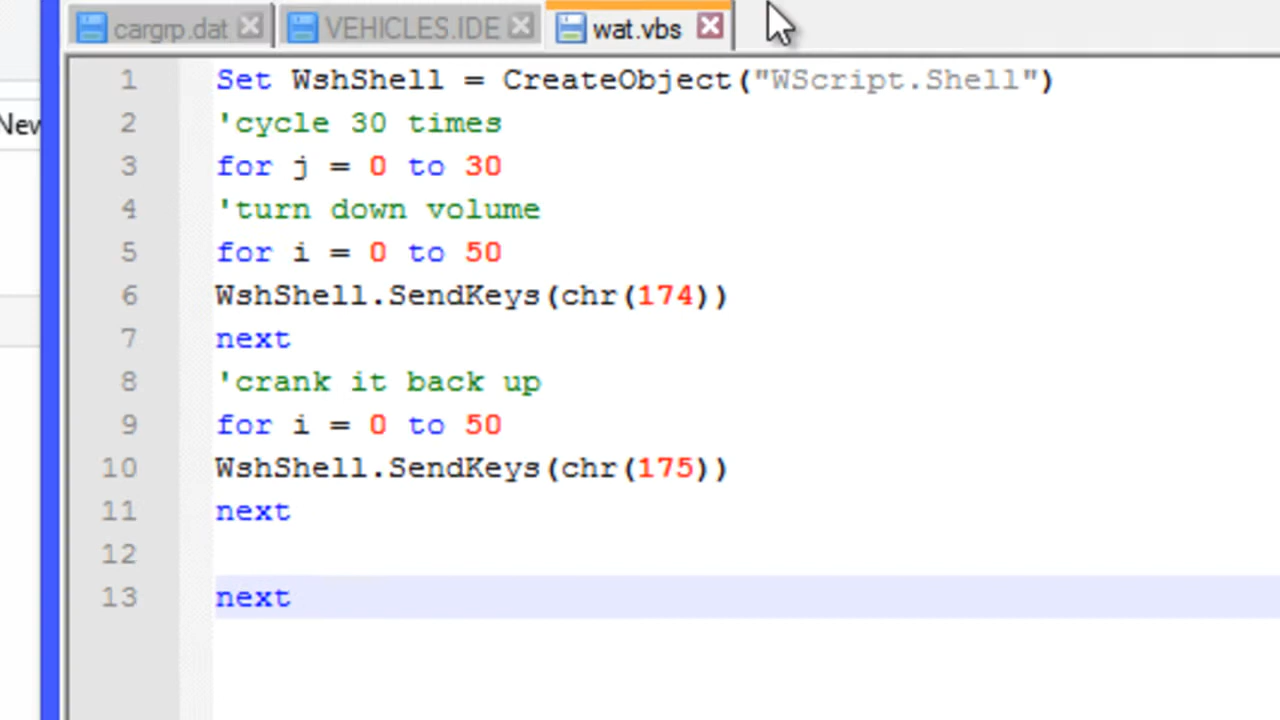 cargrp.dat VEHICLES.IDE wat.vbs
New
1 Set WshShell = CreateObject("WScript.Shell")
2 'cycle 30 times
3 for j = 0 to 30
4 'turn down volume
5 for i = 0 to 50
6 WshShell.SendKeys(chr(174))
7 next
8 'crank it back up
9 for i = 0 to 50
10 WshShell.SendKeys(chr(175))
11 next
12
13 next